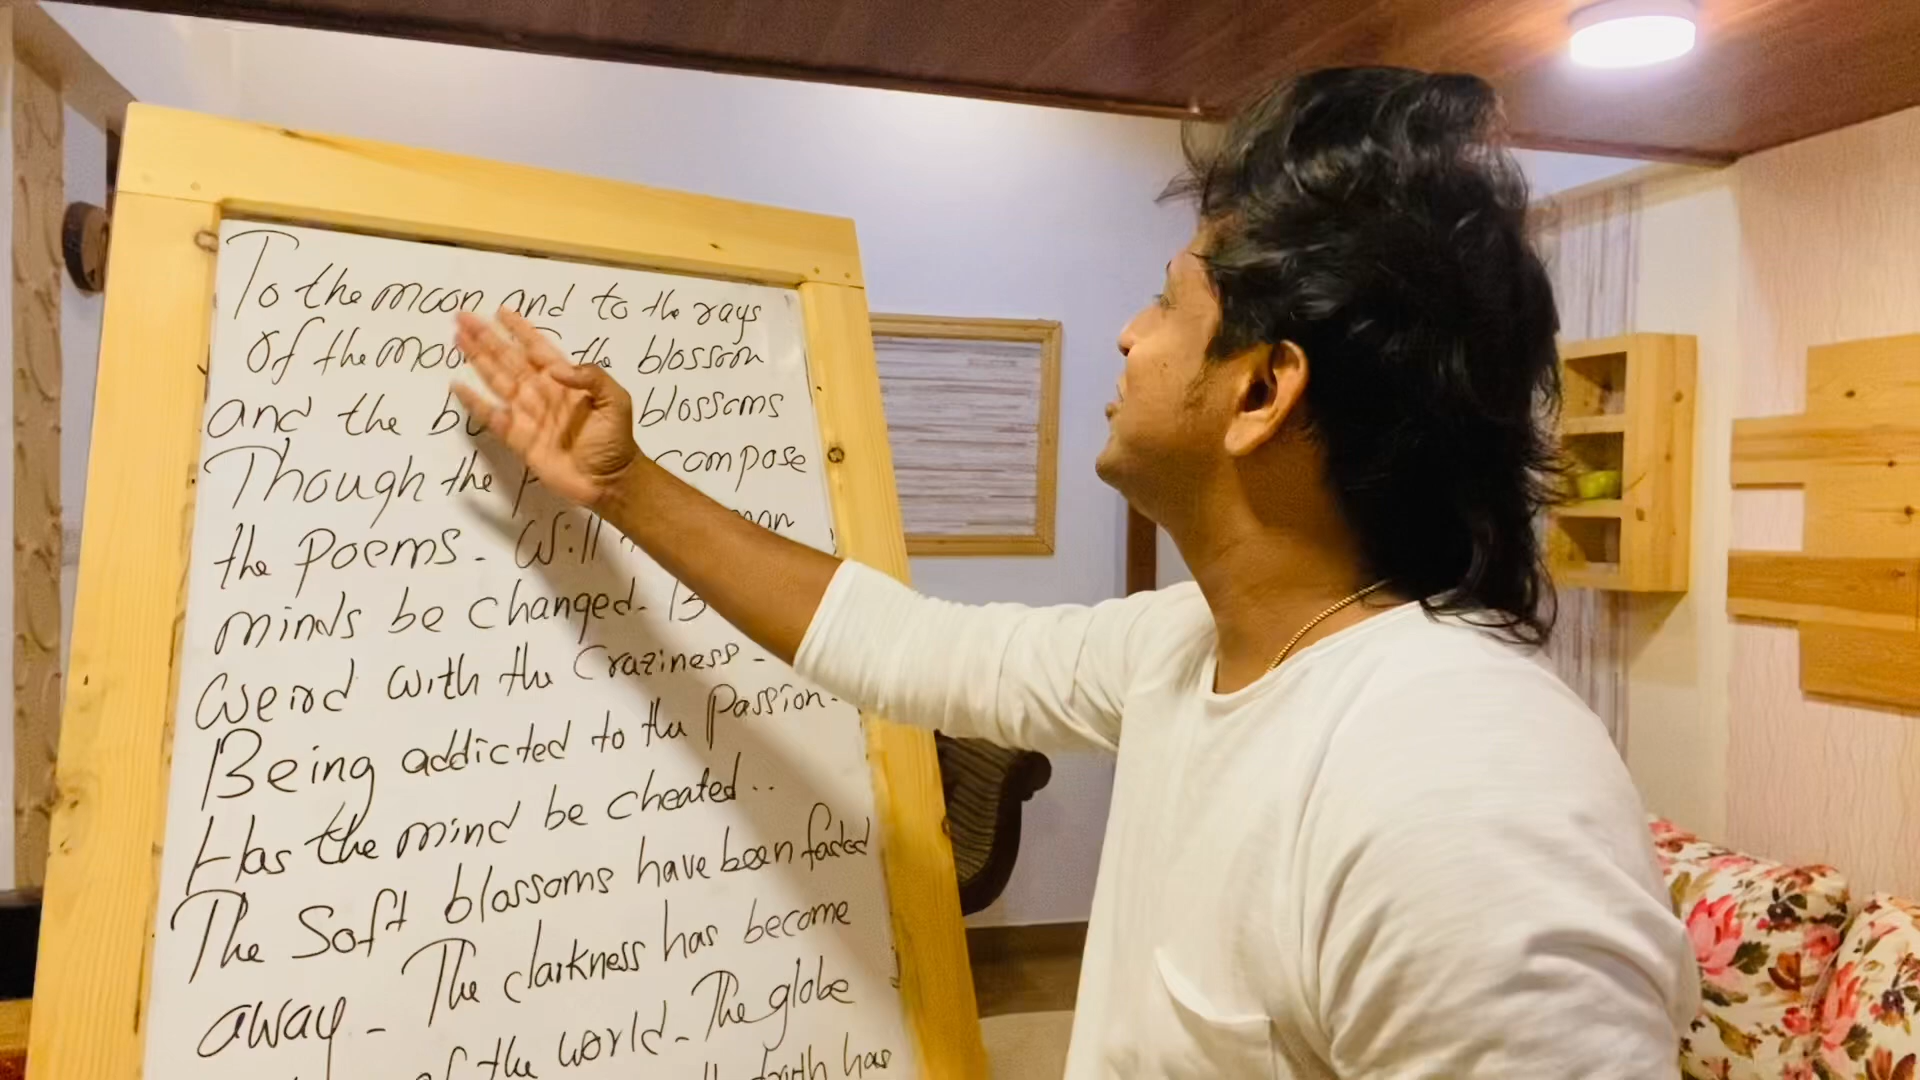 To the moon and to the rays
Of the moon the blossom
and the blossoms
Though the compose
the poems - Will
minds be changed -
weird with the Craziness -
Being addicted to the Passion -
Has the mind be cheated ..
The Soft blossoms have been faded
away - The darkness has become
of the world - The globe
has